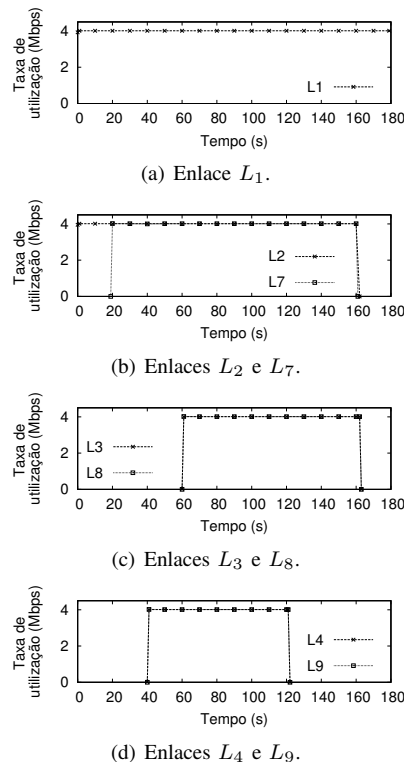 Taxa de
utilização (Mbps)
4
2
0
L1
0 20 40 60 80 100 120 140 160 180
Tempo (s)
(a) Enlace L₁.
Taxa de
utilização (Mbps)
4
2
0
L2
L7
0 20 40 60 80 100 120 140 160 180
Tempo (s)
(b) Enlaces L₂ e L₇.
Taxa de
utilização (Mbps)
4
2
0
L3
L8
0 20 40 60 80 100 120 140 160 180
Tempo (s)
(c) Enlaces L₃ e L₈.
Taxa de
utilização (Mbps)
4
2
0
L4
L9
0 20 40 60 80 100 120 140 160 180
Tempo (s)
(d) Enlaces L₄ e L₉.